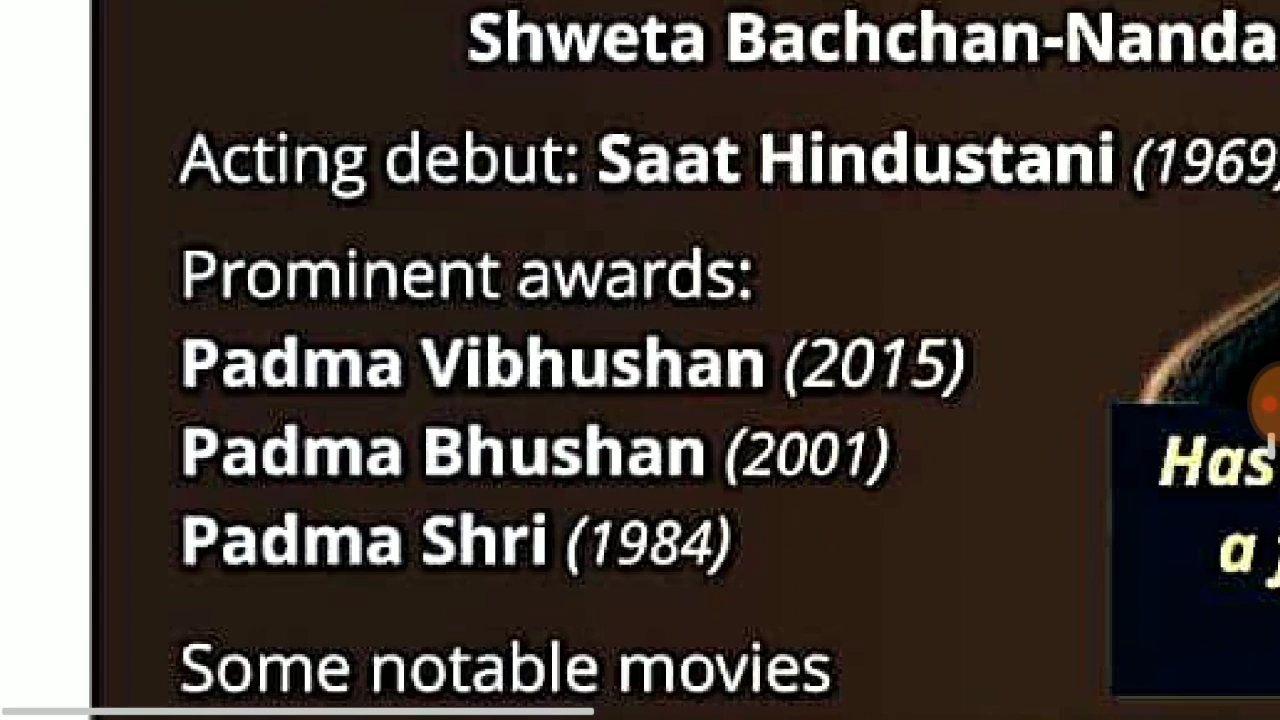 Shweta Bachchan-Nanda
Acting debut: Saat Hindustani (1969)
Prominent awards:
Padma Vibhushan (2015)
Padma Bhushan (2001)
Padma Shri (1984)
Has
a
Some notable movies